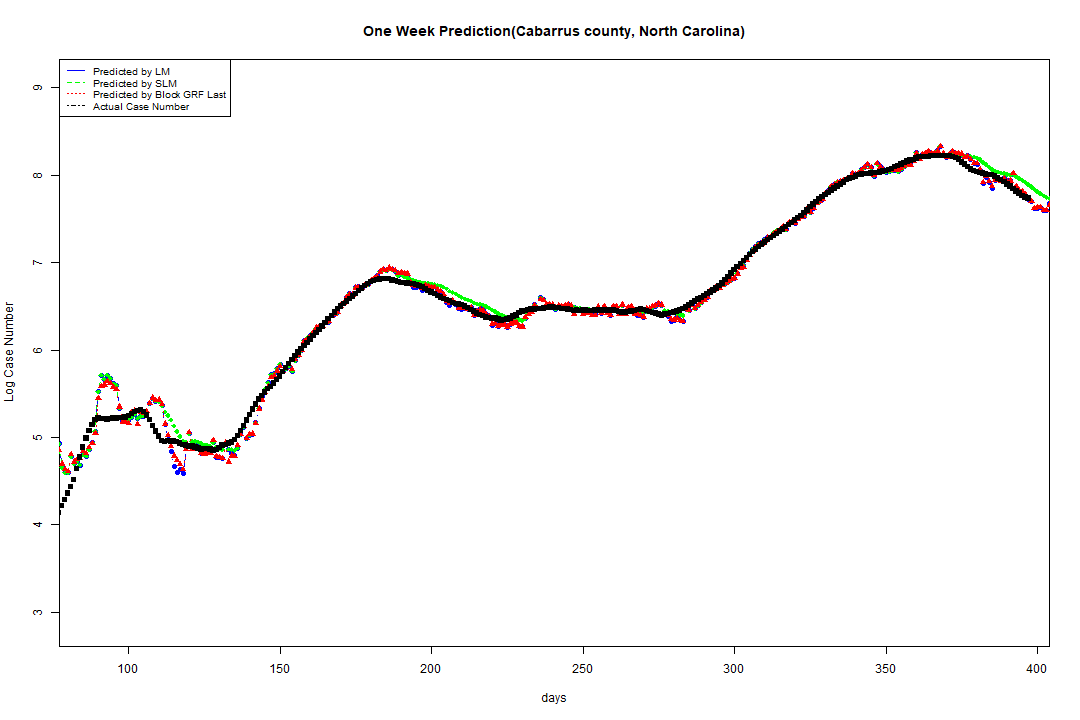 One Week Prediction(Cabarrus county, North Carolina)
Predicted by LM
Predicted by SLM
Predicted by Block GRF Last
Actual Case Number
9
8
7
6
5
4
3
Log Case Number
100 150 200 250 300 350 400
days